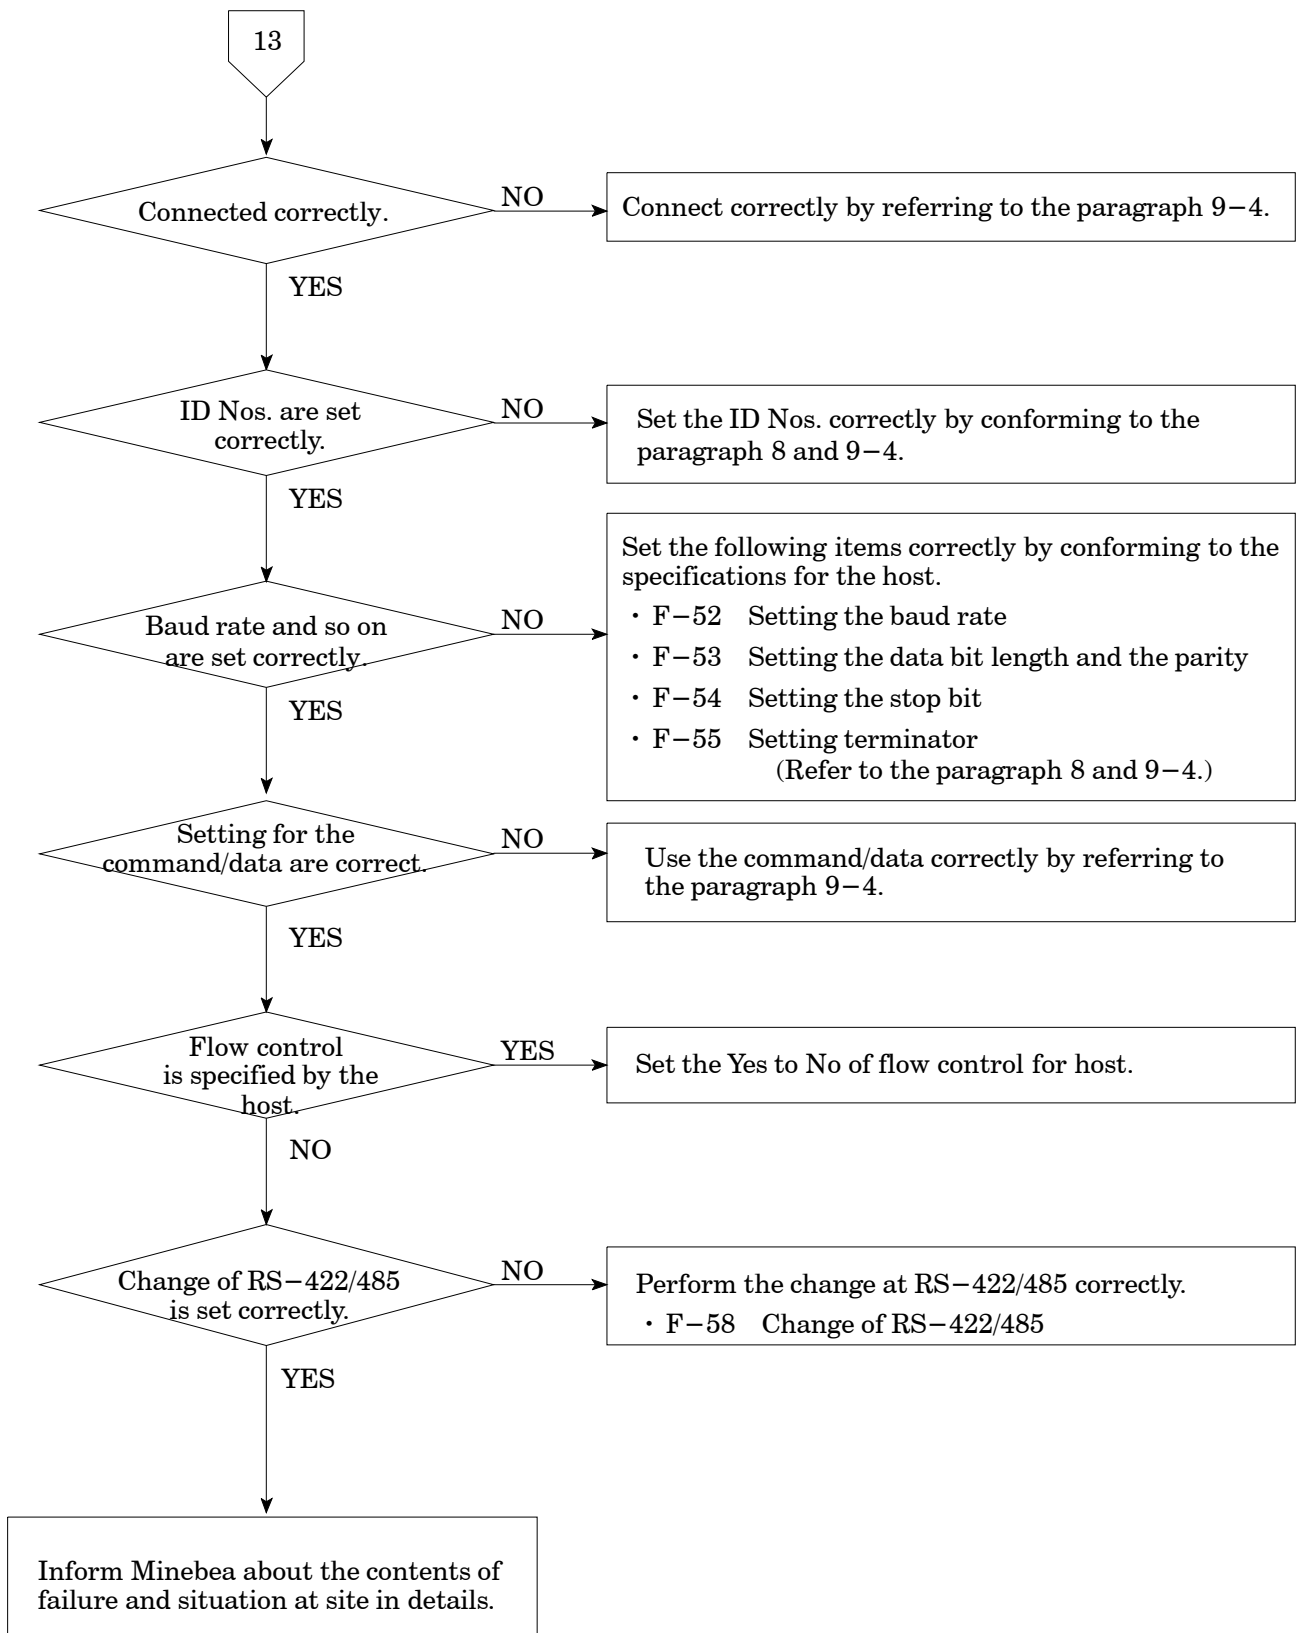 13
Connected correctly.
NO
Connect correctly by referring to the paragraph 9−4.
YES
ID Nos. are set
correctly.
NO
Set the ID Nos. correctly by conforming to the
paragraph 8 and 9−4.
YES
Baud rate and so on
are set correctly.
NO
Set the following items correctly by conforming to the
specifications for the host.
・ F−52 Setting the baud rate
・ F−53 Setting the data bit length and the parity
・ F−54 Setting the stop bit
・ F−55 Setting terminator
(Refer to the paragraph 8 and 9−4.)
YES
Setting for the
command/data are correct.
NO
Use the command/data correctly by referring to
the paragraph 9−4.
YES
Flow control
is specified by the
host.
YES
Set the Yes to No of flow control for host.
NO
Change of RS−422/485
is set correctly.
NO
Perform the change at RS−422/485 correctly.
・ F−58 Change of RS−422/485
YES
Inform Minebea about the contents of
failure and situation at site in details.